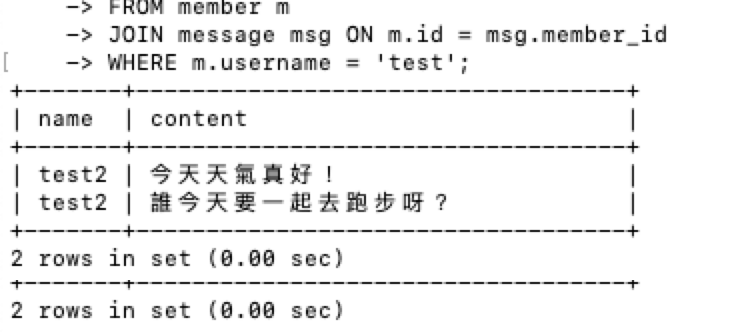 -> FROM member m
-> JOIN message msg ON m.id = msg.member_id
[ -> WHERE m.username = 'test';
+-------+-----------------------------------+
| name | content |
+-------+-----------------------------------+
| test2 | 今天天氣真好！ |
| test2 | 誰今天要一起去跑步呀？ |
+-------+-----------------------------------+
2 rows in set (0.00 sec)
+-------+-----------------------------------+
2 rows in set (0.00 sec)